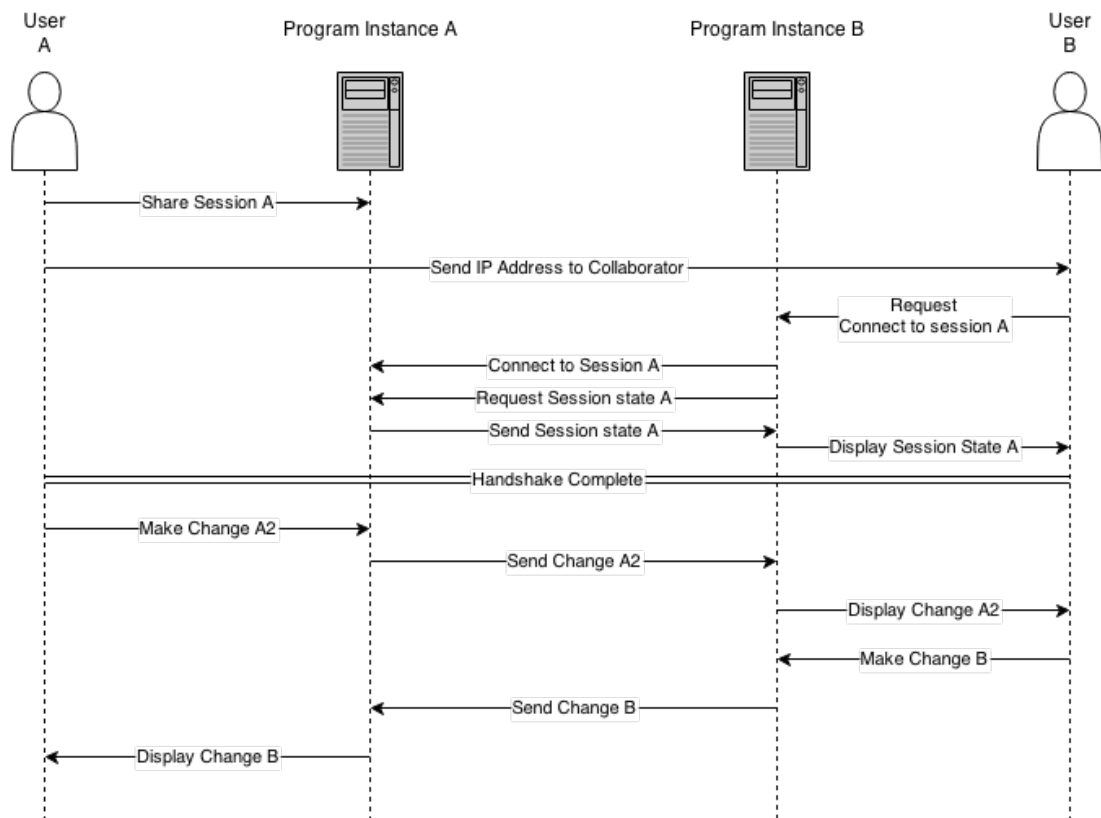 User
A
Program Instance A
Program Instance B
User
B
Share Session A
Send IP Address to Collaborator
Request
Connect to session A
Connect to Session A
Request Session state A
Send Session state A
Display Session State A
Handshake Complete
Make Change A2
Send Change A2
Display Change A2
Make Change B
Send Change B
Display Change B